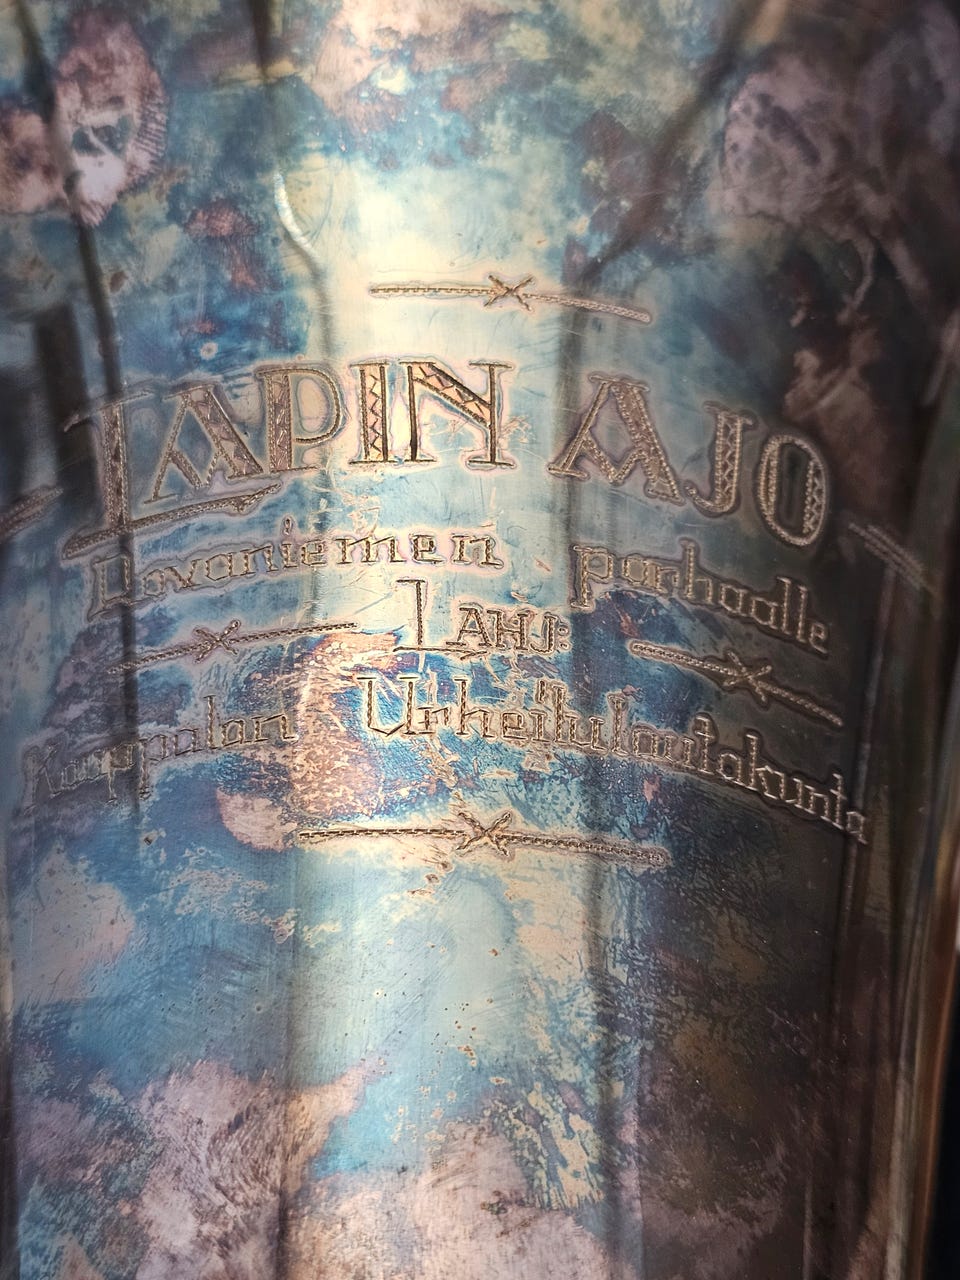 LAPIN AJO
Rovaniemen parhaalle
LAHJ:
Kauppalan Urheilulautakunta